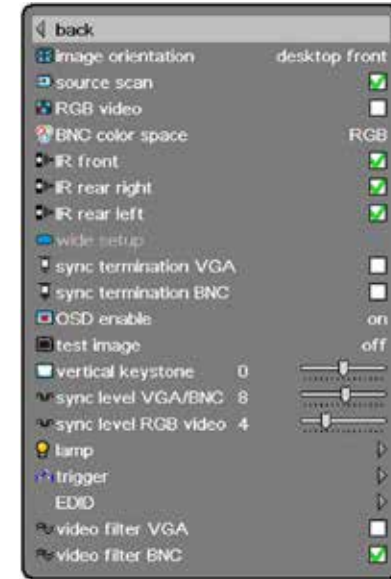 back
image orientation desktop front
source scan
RGB video
BNC color space RGB
IR front
IR rear right
IR rear left
wide setup
sync termination VGA
sync termination BNC
OSD enable on
test image off
vertical keystone 0
sync level VGA/BNC 8
sync level RGB video 4
lamp
trigger
EDID
video filter VGA
video filter BNC